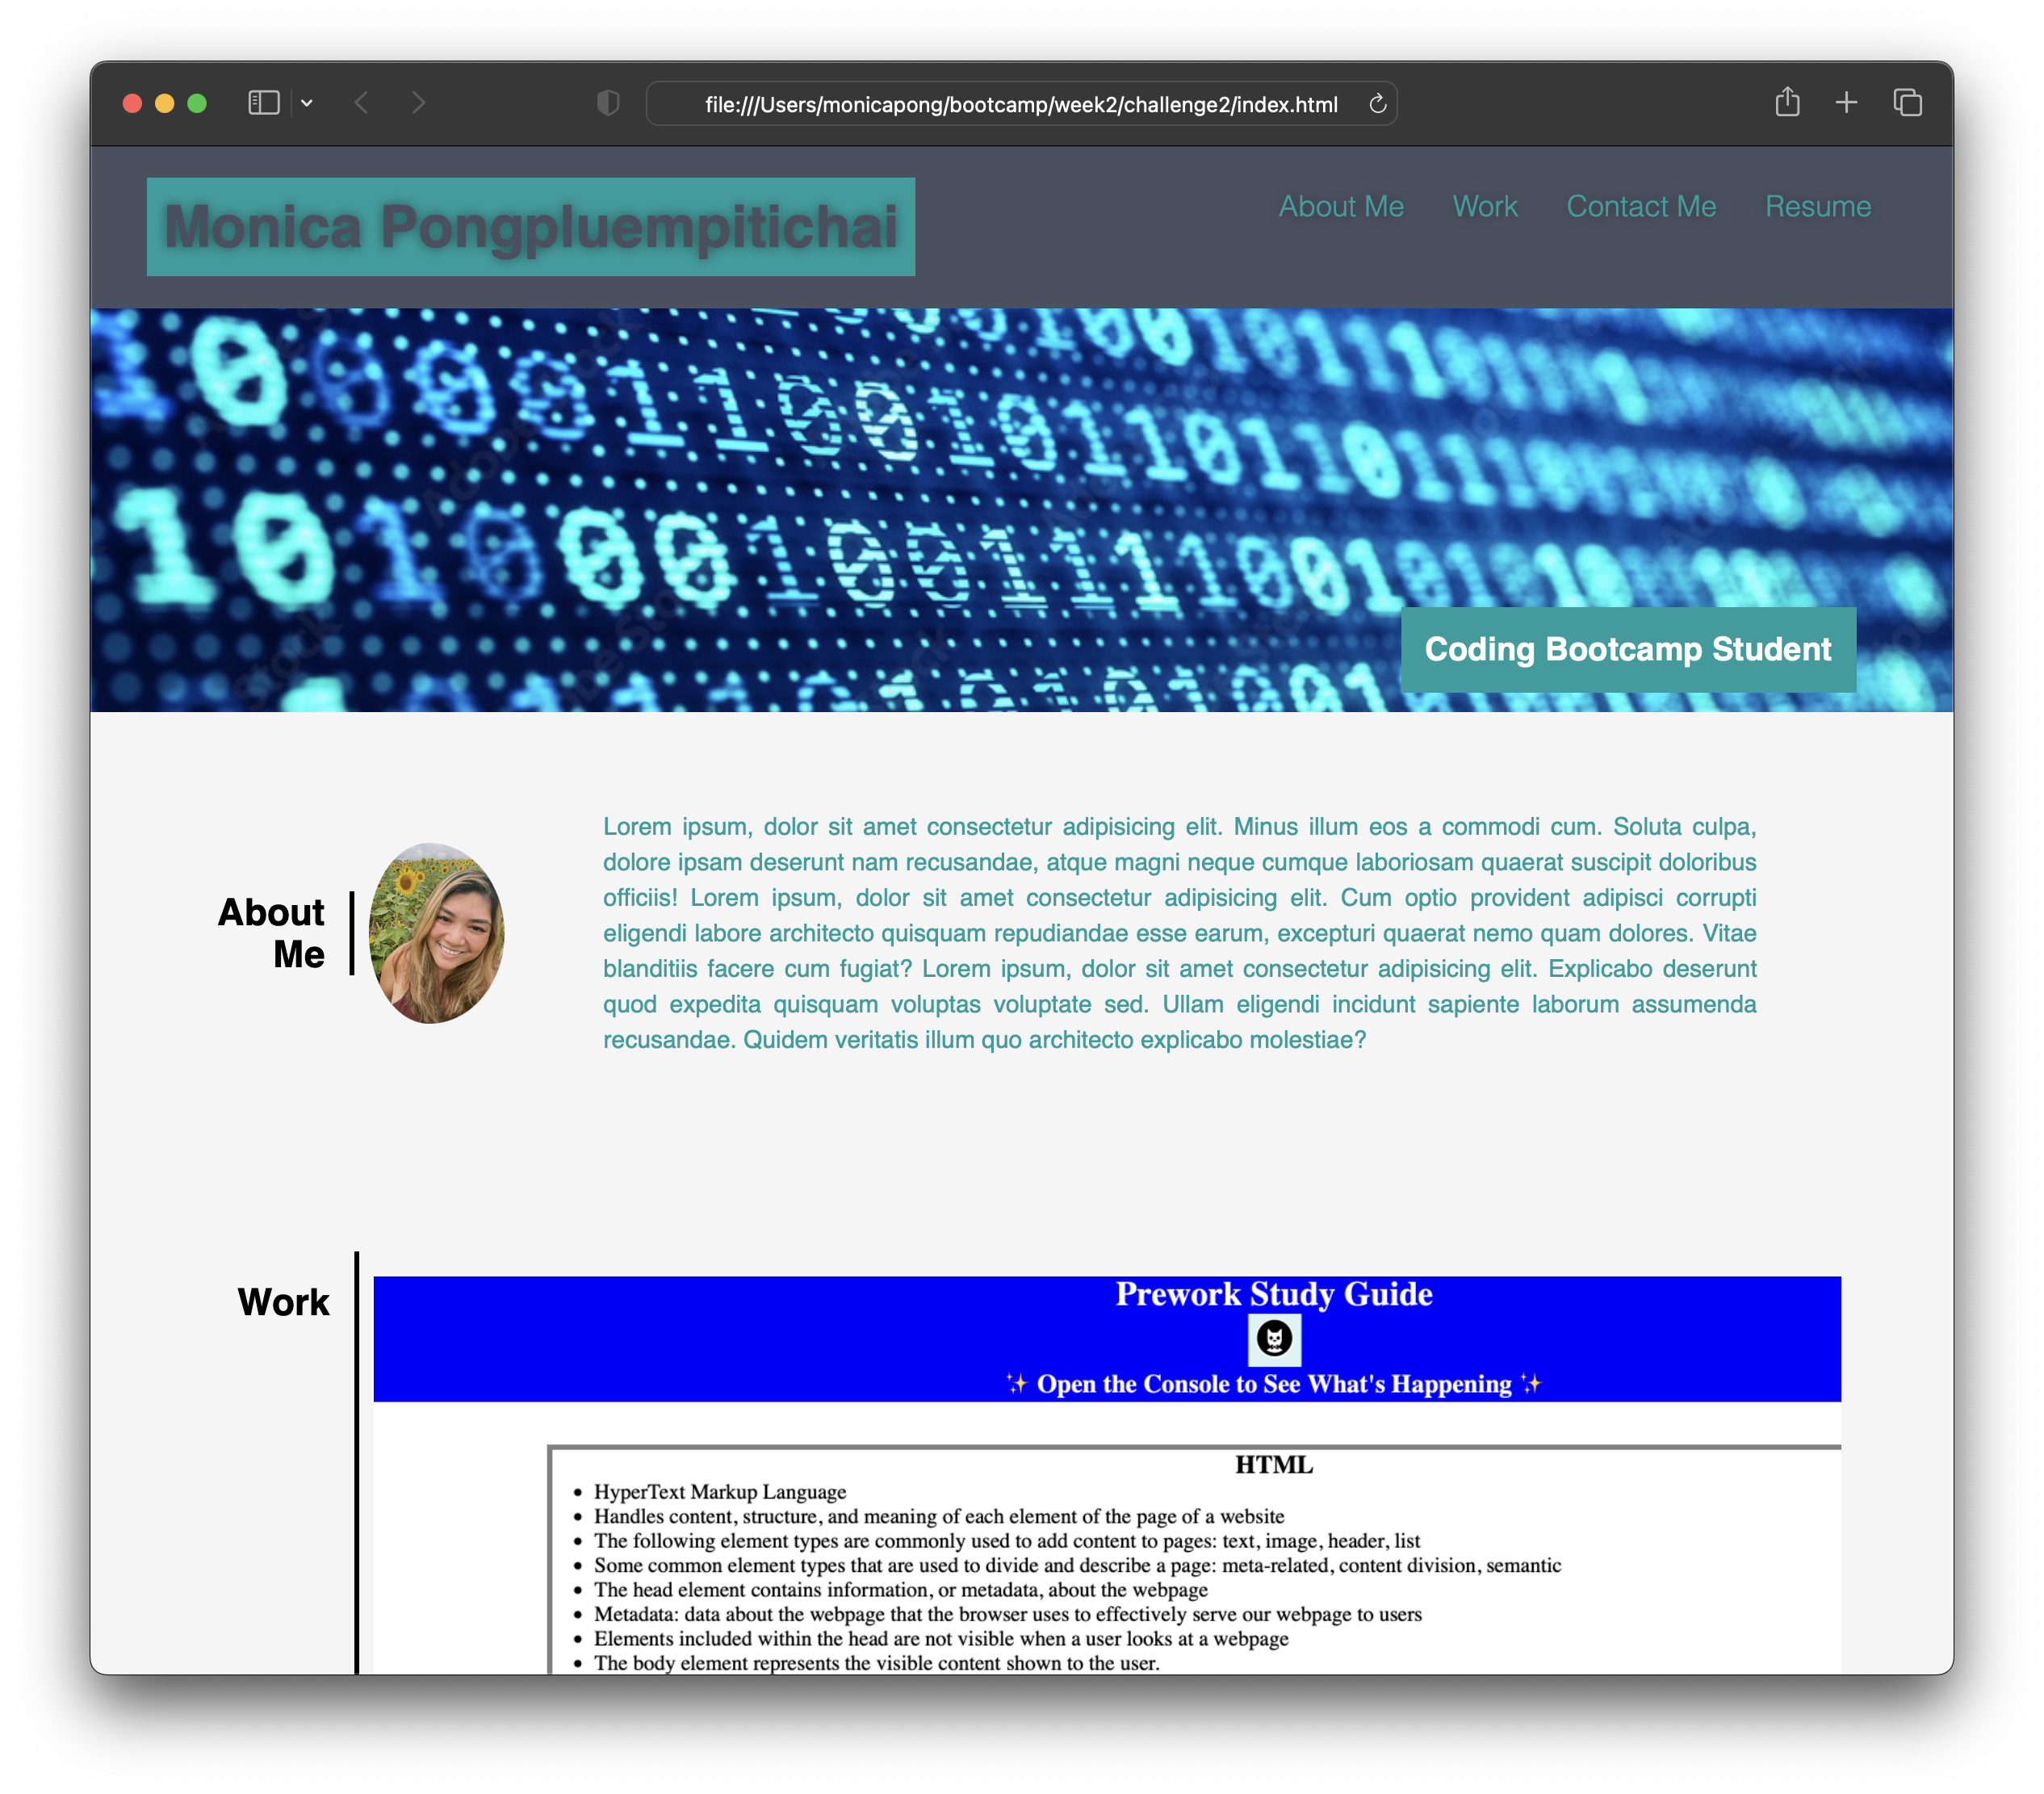 file:///Users/monicapong/bootcamp/week2/challenge2/index.html
Monica Pongpluempitichai
About Me Work Contact Me Resume
Coding Bootcamp Student
About
Me
Lorem ipsum, dolor sit amet consectetur adipisicing elit. Minus illum eos a commodi cum. Soluta culpa,
dolore ipsam deserunt nam recusandae, atque magni neque cumque laboriosam quaerat suscipit doloribus
officiis! Lorem ipsum, dolor sit amet consectetur adipisicing elit. Cum optio provident adipisci corrupti
eligendi labore architecto quisquam repudiandae esse earum, excepturi quaerat nemo quam dolores. Vitae
blanditiis facere cum fugiat? Lorem ipsum, dolor sit amet consectetur adipisicing elit. Explicabo deserunt
quod expedita quisquam voluptas voluptate sed. Ullam eligendi incidunt sapiente laborum assumenda
recusandae. Quidem veritatis illum quo architecto explicabo molestiae?
Work
Prework Study Guide
✨ Open the Console to See What's Happening ✨
HTML
• HyperText Markup Language
• Handles content, structure, and meaning of each element of the page of a website
• The following element types are commonly used to add content to pages: text, image, header, list
• Some common element types that are used to divide and describe a page: meta-related, content division, semantic
• The head element contains information, or metadata, about the webpage
• Metadata: data about the webpage that the browser uses to effectively serve our webpage to users
• Elements included within the head are not visible when a user looks at a webpage
• The body element represents the visible content shown to the user.